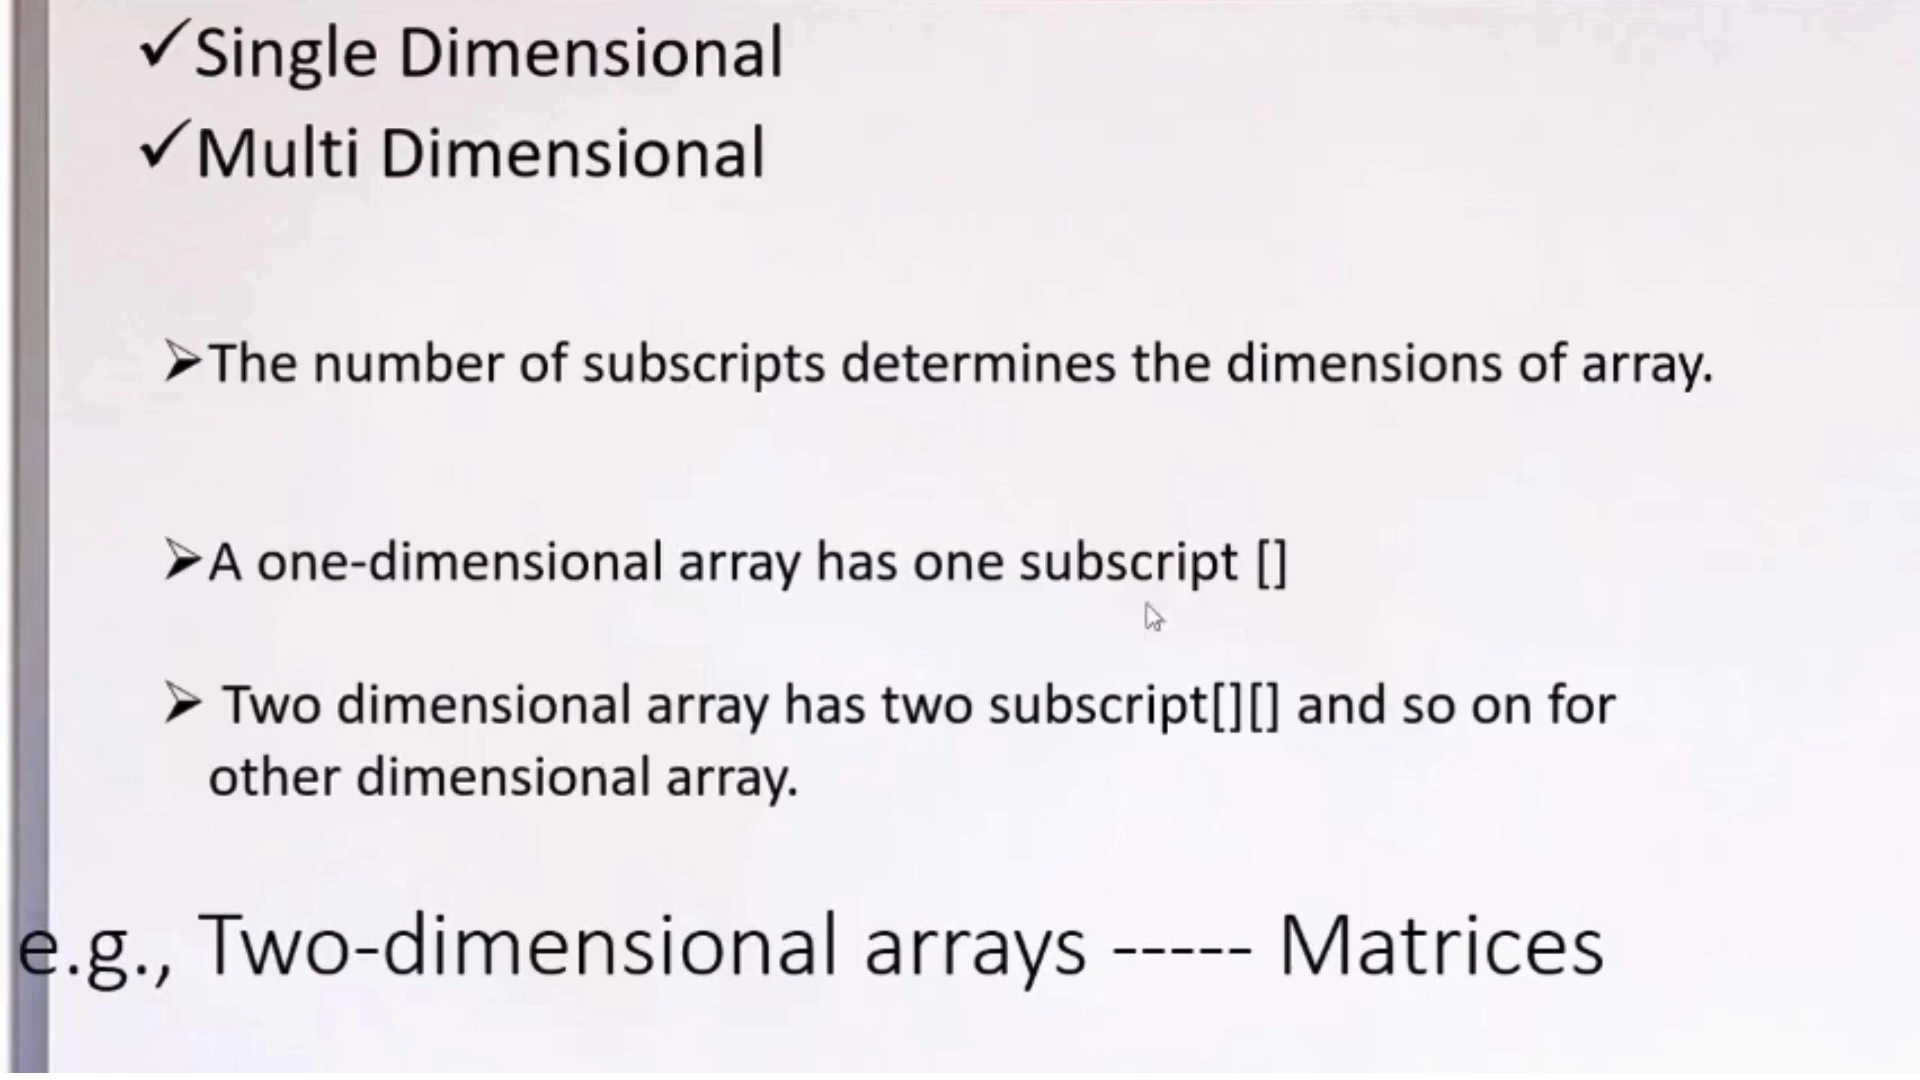 ✓Single Dimensional
✓Multi Dimensional
➢The number of subscripts determines the dimensions of array.
➢A one-dimensional array has one subscript []
➢ Two dimensional array has two subscript[][] and so on for
other dimensional array.
e.g., Two-dimensional arrays ----- Matrices